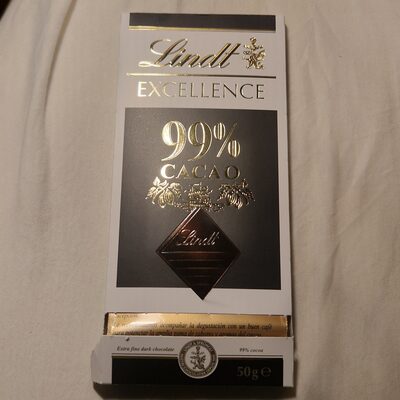 Lindt
EXCELLENCE
99%
CACAO
Lindt
acompañar la degustación con un buen café
Extra fine dark chocolate
99% cocoa
50g e